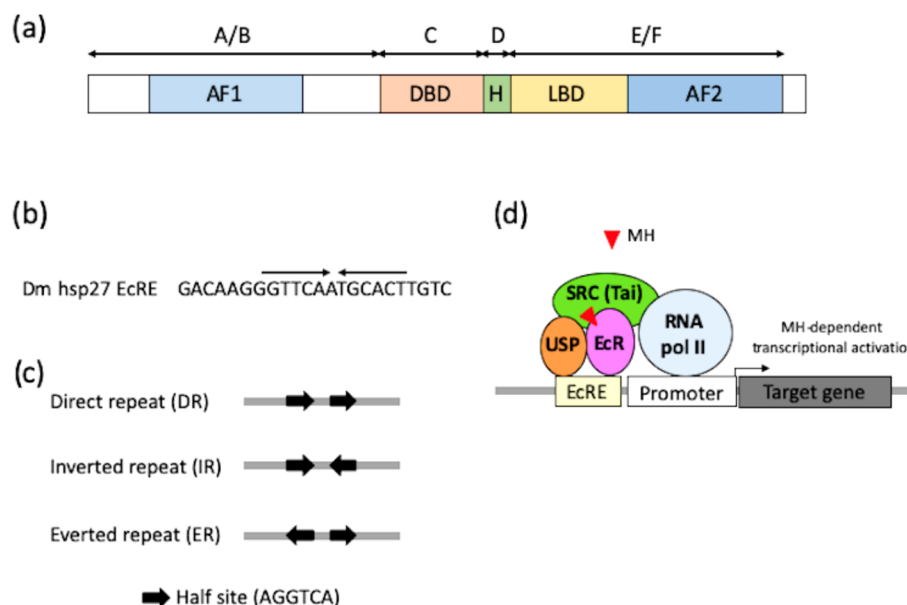 (a)
A/B C D E/F
AF1 DBD H LBD AF2
(b)
Dm hsp27 EcRE GACAAGGGTTCAATGCACTTGTC
(c)
Direct repeat (DR)
Inverted repeat (IR)
Everted repeat (ER)
Half site (AGGTCA)
(d)
MH
SRC (Tai)
USP EcR
RNA
pol II
MH-dependent
transcriptional activatio
EcRE Promoter Target gene